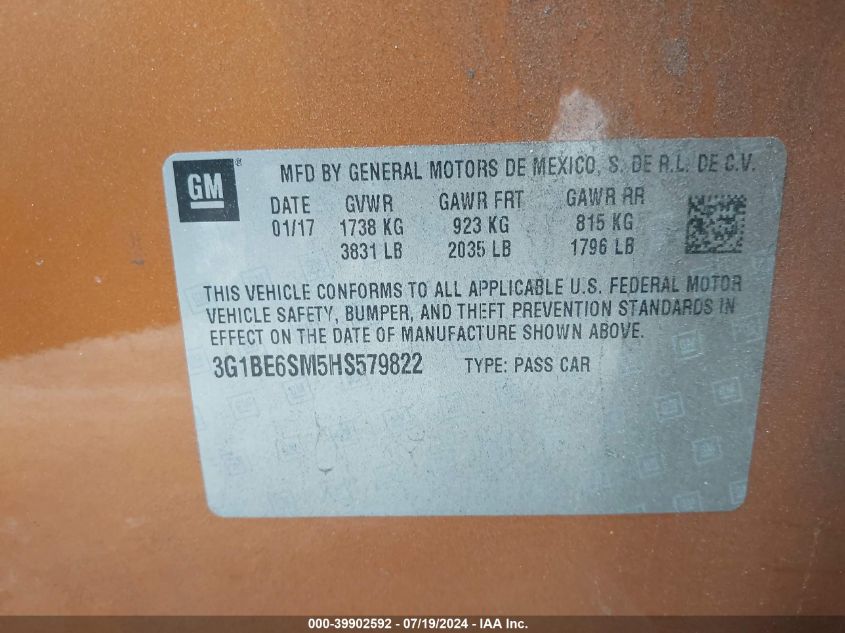 GM®
MFD BY GENERAL MOTORS DE MEXICO, S. DE R.L. DE C.V.
DATE GVWR GAWR FRT GAWR RR
01/17 1738 KG 923 KG 815 KG
3831 LB 2035 LB 1796 LB
THIS VEHICLE CONFORMS TO ALL APPLICABLE U.S. FEDERAL MOTOR
VEHICLE SAFETY, BUMPER, AND THEFT PREVENTION STANDARDS IN
EFFECT ON THE DATE OF MANUFACTURE SHOWN ABOVE.
3G1BE6SM5HS579822 TYPE: PASS CAR
000-39902592 / 07/19/2024 - IAA Inc.